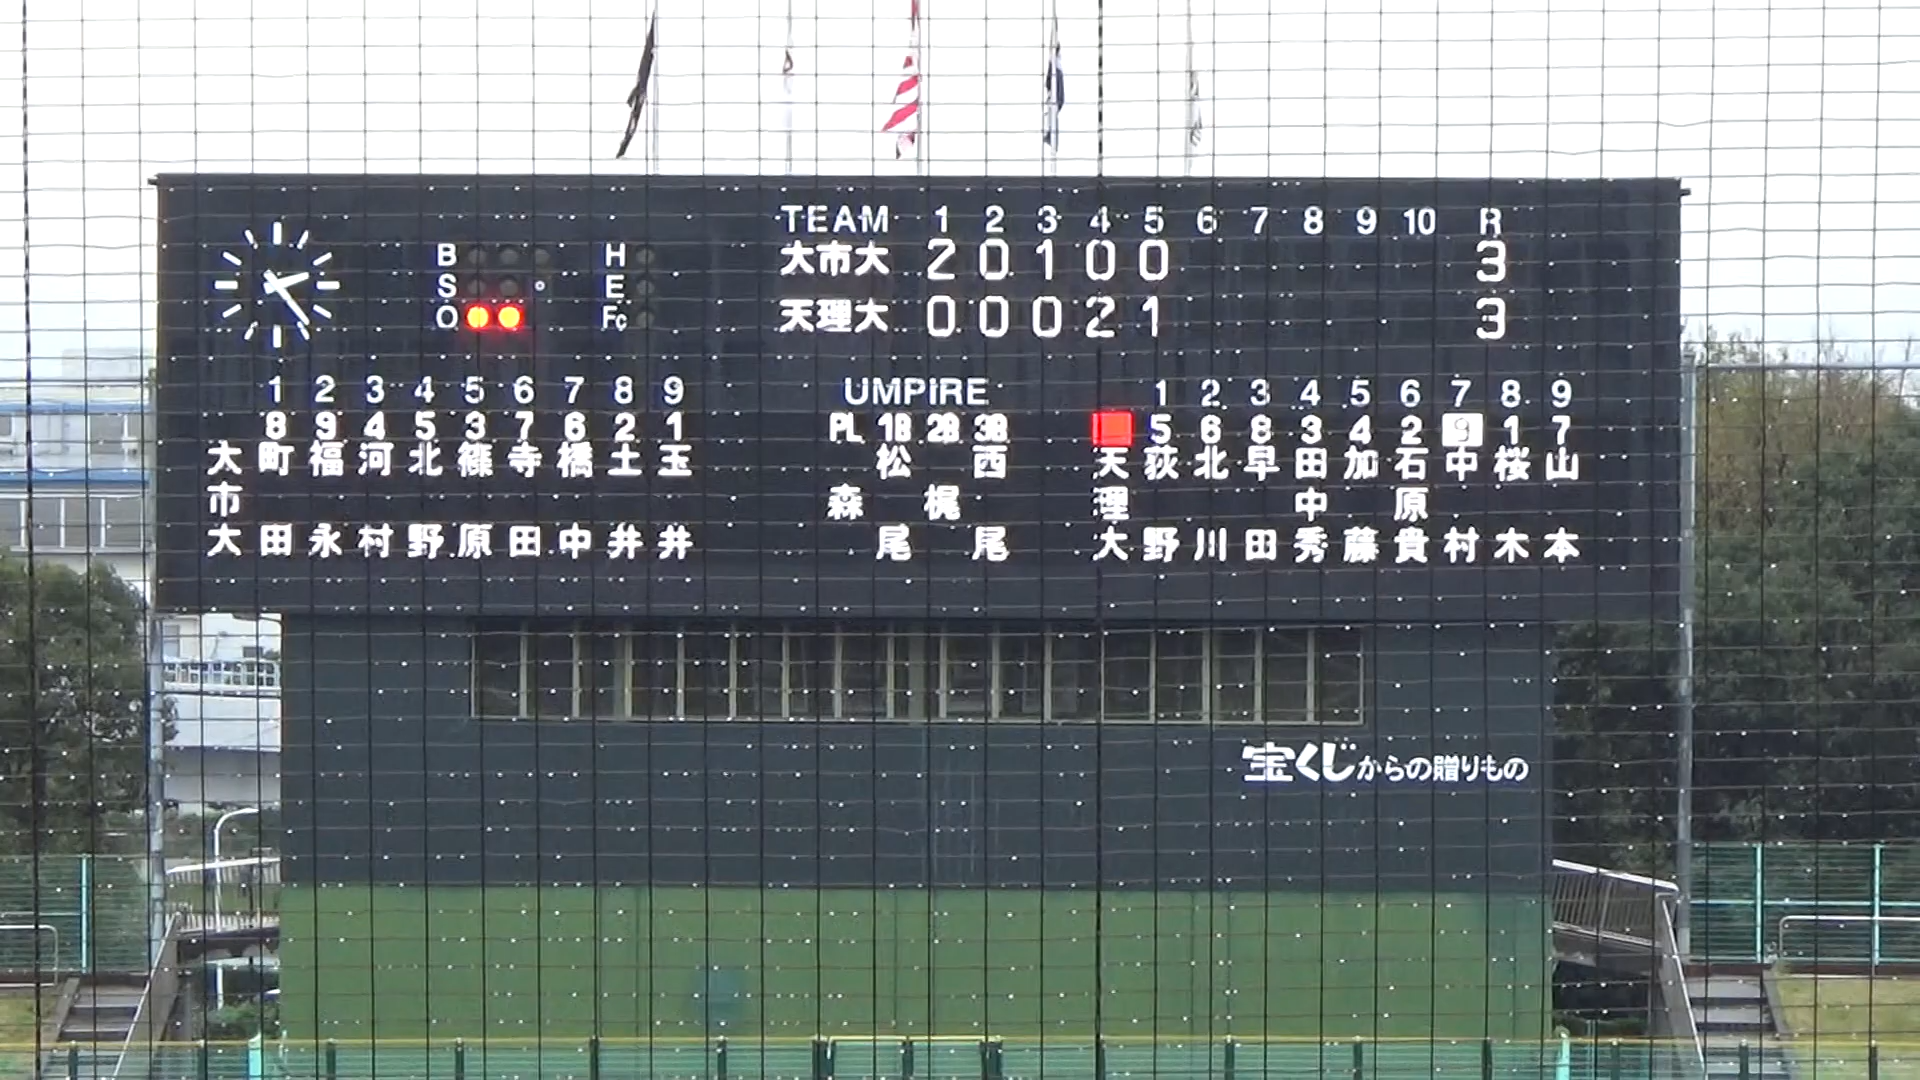 TEAM 1 2 3 4 5 6 7 8 9 10 R
B H
大市大 2 0 1 0 0 3
S E
天理大 0 0 0 2 1 3
O Fc
1 2 3 4 5 6 7 8 9
8 9 4 5 3 7 6 2 1
大市大 町田 福永 河村 北野 篠原 寺田 橋中 土井 玉井
UMPIRE
PL 1B 2B 3B
森 松尾 梶 西尾
1 2 3 4 5 6 7 8 9
5 6 8 3 4 2 9 1 7
天理大 荻野 北川 早田 田中秀 加藤 石原貴 中村 桜木 山本
宝くじからの贈りもの